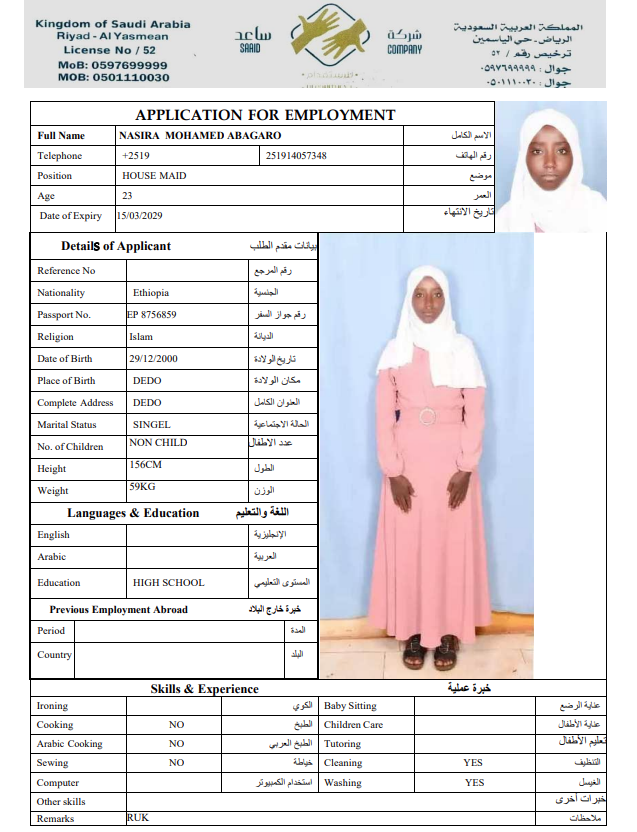 Kingdom of Saudi Arabia
Riyad - Al Yasmean
License No / 52
MoB: 0597699999
MOB: 0501110030
ساعد
SAAID
شركة
COMPANY
للاستقدام
المملكة العربية السعودية
الرياض - حي الياسمين
ترخيص رقم / ٥٢
جوال : ٠٥٩٧٦٩٩٩٩٩
جوال : ٠٥٠١١١٠٠٣٠
APPLICATION FOR EMPLOYMENT
Full Name NASIRA MOHAMED ABAGARO الاسم الكامل
Telephone +2519 251914057348 رقم الهاتف
Position HOUSE MAID موضع
Age 23 العمر
Date of Expiry 15/03/2029 تاريخ الانتهاء
Details of Applicant بيانات مقدم الطلب
Reference No رقم المرجع
Nationality Ethiopia الجنسية
Passport No. EP 8756859 رقم جواز السفر
Religion Islam الديانة
Date of Birth 29/12/2000 تاريخ الولادة
Place of Birth DEDO مكان الولادة
Complete Address DEDO العنوان الكامل
Marital Status SINGEL الحالة الاجتماعية
No. of Children NON CHILD عدد الاطفال
Height 156CM الطول
Weight 59KG الوزن
Languages & Education اللغة والتعليم
English الإنجليزية
Arabic العربية
Education HIGH SCHOOL المستوى التعليمي
Previous Employment Abroad خبرة خارج البلاد
Period المدة
Country البلد
Skills & Experience خبرة عملية
Ironing الكوي Baby Sitting عناية الرضع
Cooking NO الطبخ Children Care عناية الأطفال
Arabic Cooking NO الطبخ العربي Tutoring تعليم الأطفال
Sewing NO خياطة Cleaning YES التنظيف
Computer استخدام الكمبيوتر Washing YES الغيسل
Other skills خبرات أخرى
Remarks RUK ملاحظات